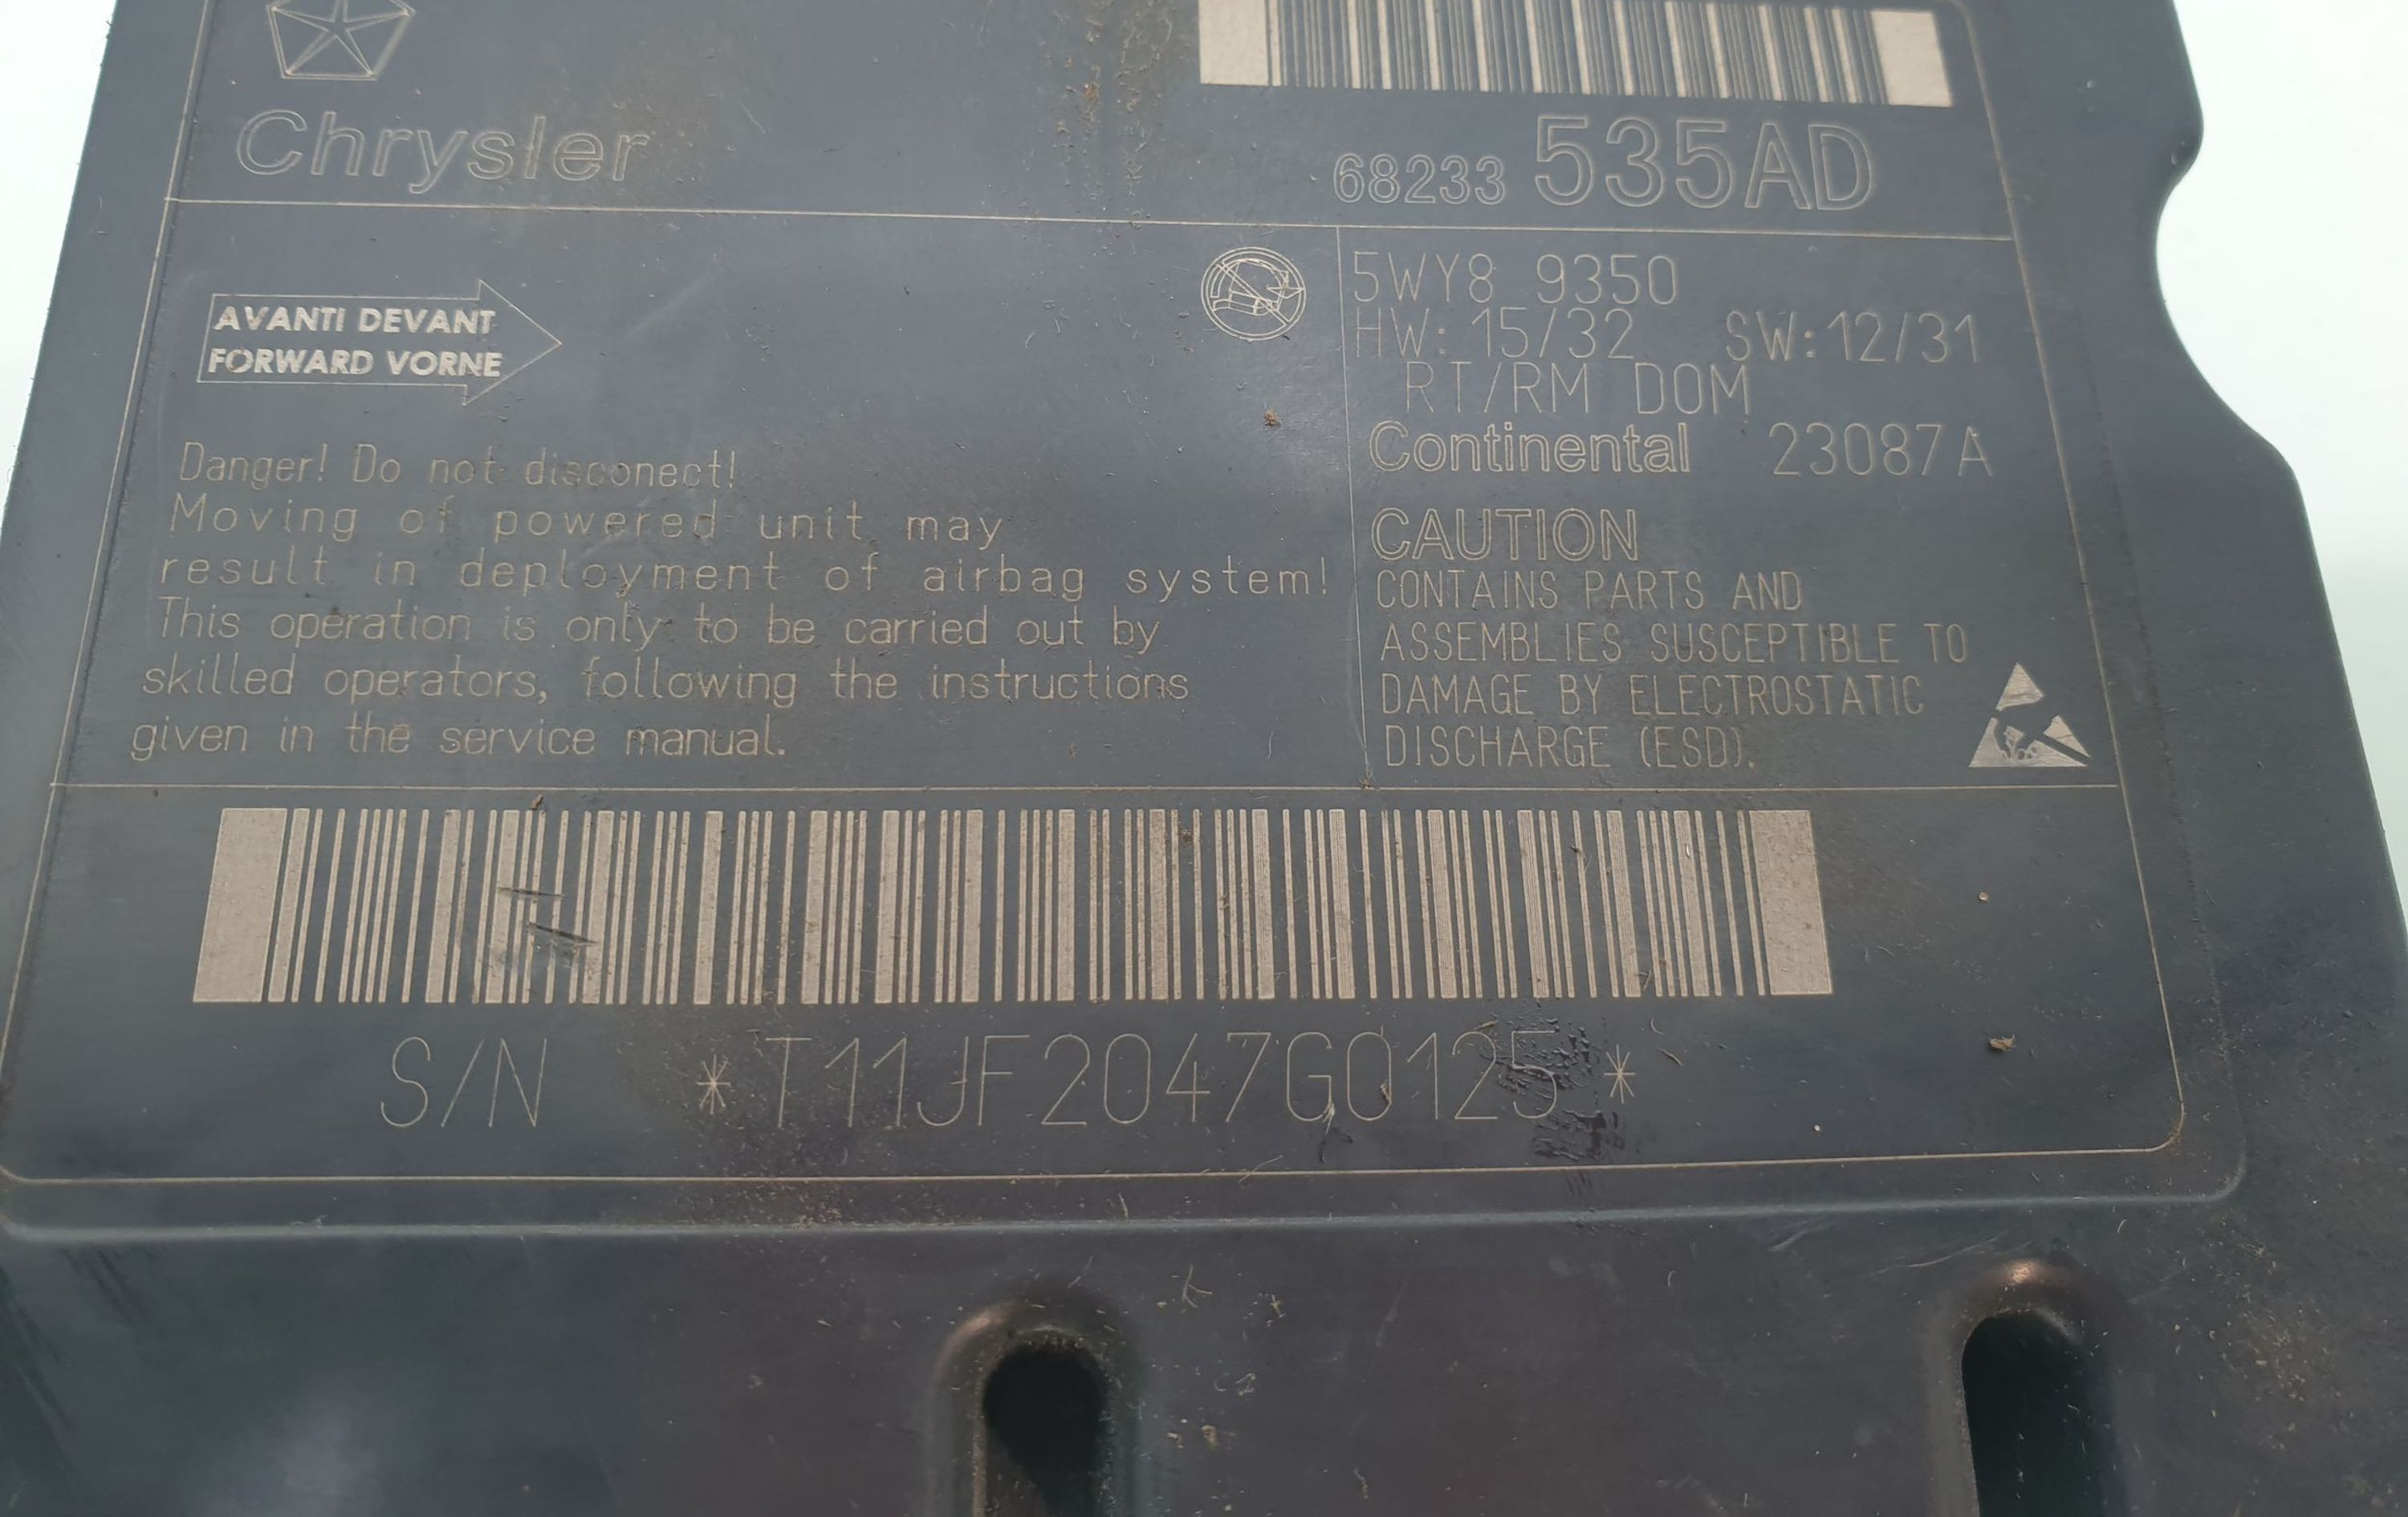 Chrysler
68233 535AD
AVANTI DEVANT
FORWARD VORNE
5WY8 9350
HW: 15/32 SW:12/31
RT/RM DOM
Continental 23087A
Danger! Do not disconect!
Moving of powered unit may
result in deployment of airbag system!
This operation is only to be carried out by
skilled operators, following the instructions
given in the service manual.
CAUTION
CONTAINS PARTS AND
ASSEMBLIES SUSCEPTIBLE TO
DAMAGE BY ELECTROSTATIC
DISCHARGE (ESD).
S/N *T11JF2047G0125*